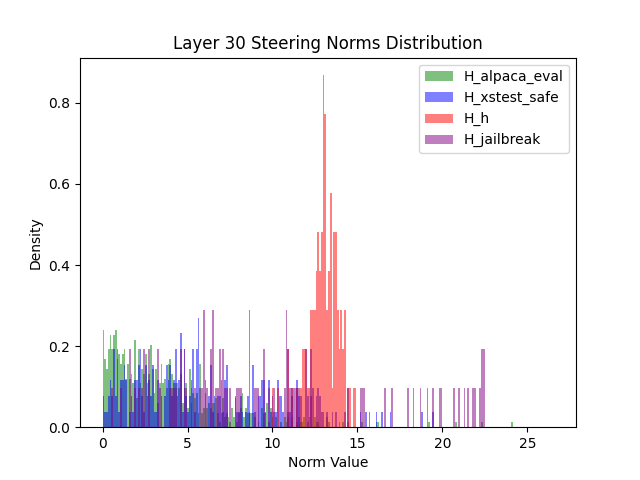 Layer 30 Steering Norms Distribution
H_alpaca_eval
H_xstest_safe
H_h
H_jailbreak
Density
0.8
0.6
0.4
0.2
0.0
0
5
10
15
20
25
Norm Value